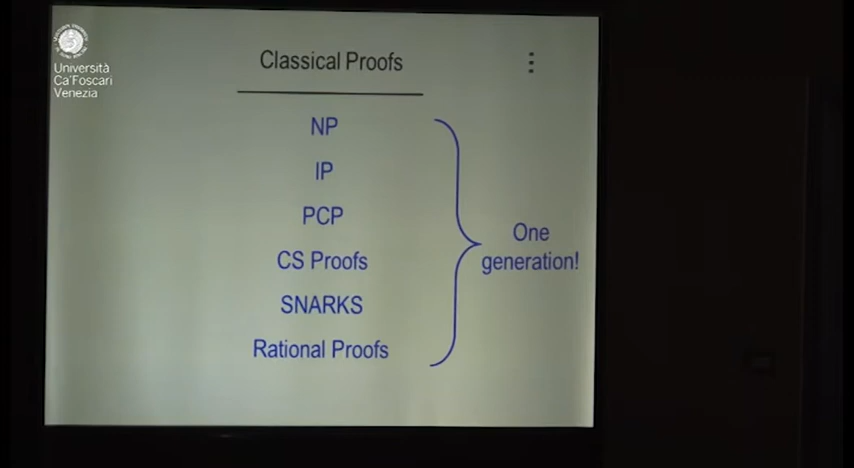 Università
Ca'Foscari
Venezia
Classical Proofs
NP
IP
PCP
CS Proofs
SNARKS
Rational Proofs
One
generation!